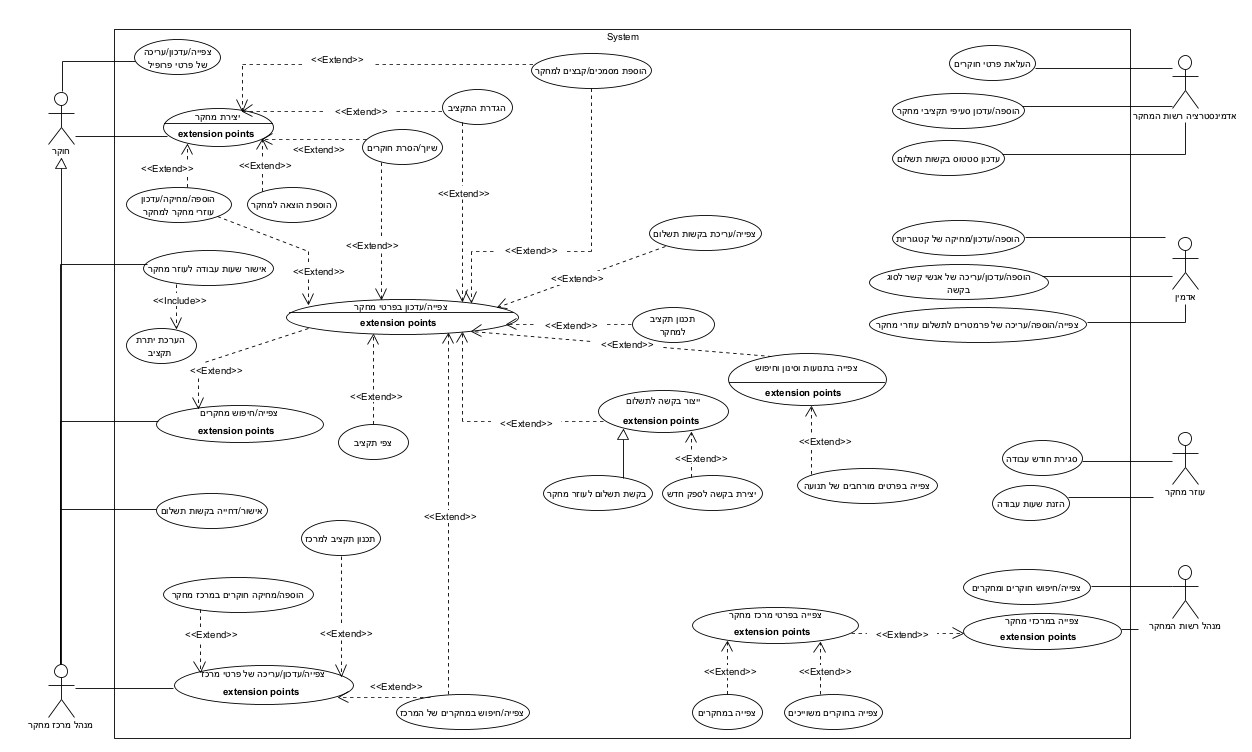 System
צפייה/עדכון/עריכה
של פרטי פרופיל
<<Extend>>
הוספת מסמכים/קבצים למחקר
העלאת פרטי חוקרים
יצירת מחקר
extension points
<<Extend>>
הגדרת התקציב
הוספה/עדכון סעיפי תקציבי מחקר
אדמינסטרציה רשות המחקר
חוקר
<<Extend>>
שיוך/הסרת חוקרים
עדכון סטטוס בקשות תשלום
<<Extend>>
<<Extend>>
<<Extend>>
הוספה/מחיקה/עדכון
עוזרי מחקר למחקר
הוספת הוצאה למחקר
<<Extend>>
<<Extend>>
צפייה/עריכת בקשות תשלום
הוספה/עדכון/מחיקה של קטגוריות
אישור שעות עבודה לעוזר מחקר
<<Extend>>
<<Extend>>
הוספה/עדכון/עריכה של אנשי קשר לסוג
בקשה
אדמין
<<Include>>
צפייה/עדכון בפרטי מחקר
extension points
<<Extend>>
תכנון תקציב
למחקר
צפייה/הוספה/עריכה של פרמטרים לתשלום עוזרי מחקר
הערכת יתרת
תקציב
<<Extend>>
<<Extend>>
צפייה בתנועות וסינון וחיפוש
extension points
<<Extend>>
צפייה/חיפוש מחקרים
extension points
צפי תקציב
<<Extend>>
ייצור בקשה לתשלום
extension points
<<Extend>>
<<Extend>>
סגירת חודש עבודה
בקשת תשלום לעוזר מחקר
יצירת בקשה לספק חדש
צפייה בפרטים מורחבים של תנועה
עוזר מחקר
הזנת שעות עבודה
אישור/דחייה בקשות תשלום
<<Extend>>
תכנון תקציב למרכז
הוספה/מחיקה חוקרים במרכז מחקר
צפייה/חיפוש חוקרים ומחקרים
<<Extend>>
<<Extend>>
צפייה בפרטי מרכז מחקר
extension points
<<Extend>>
צפייה במרכזי מחקר
extension points
מנהל רשות המחקר
צפייה/עדכון/עריכה של פרטי מרכז
extension points
<<Extend>>
<<Extend>>
<<Extend>>
צפייה/חיפוש במחקרים של המרכז
צפייה במחקרים
צפייה בחוקרים משוייכים
מנהל מרכז מחקר